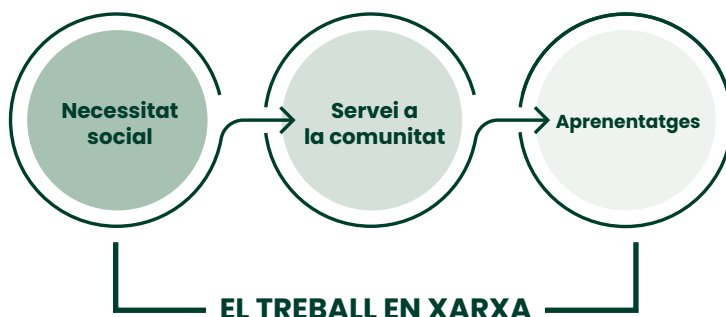 Necessitat
social
Servei a
la comunitat
Aprenentatges
EL TREBALL EN XARXA